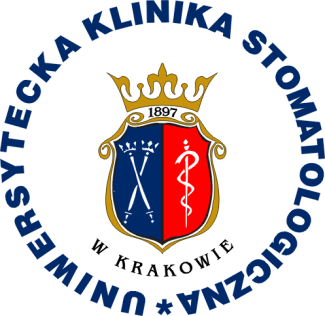 UNIWERSYTECKA KLINIKA STOMATOLOGICZNA *
1897
W KRAKOWIE